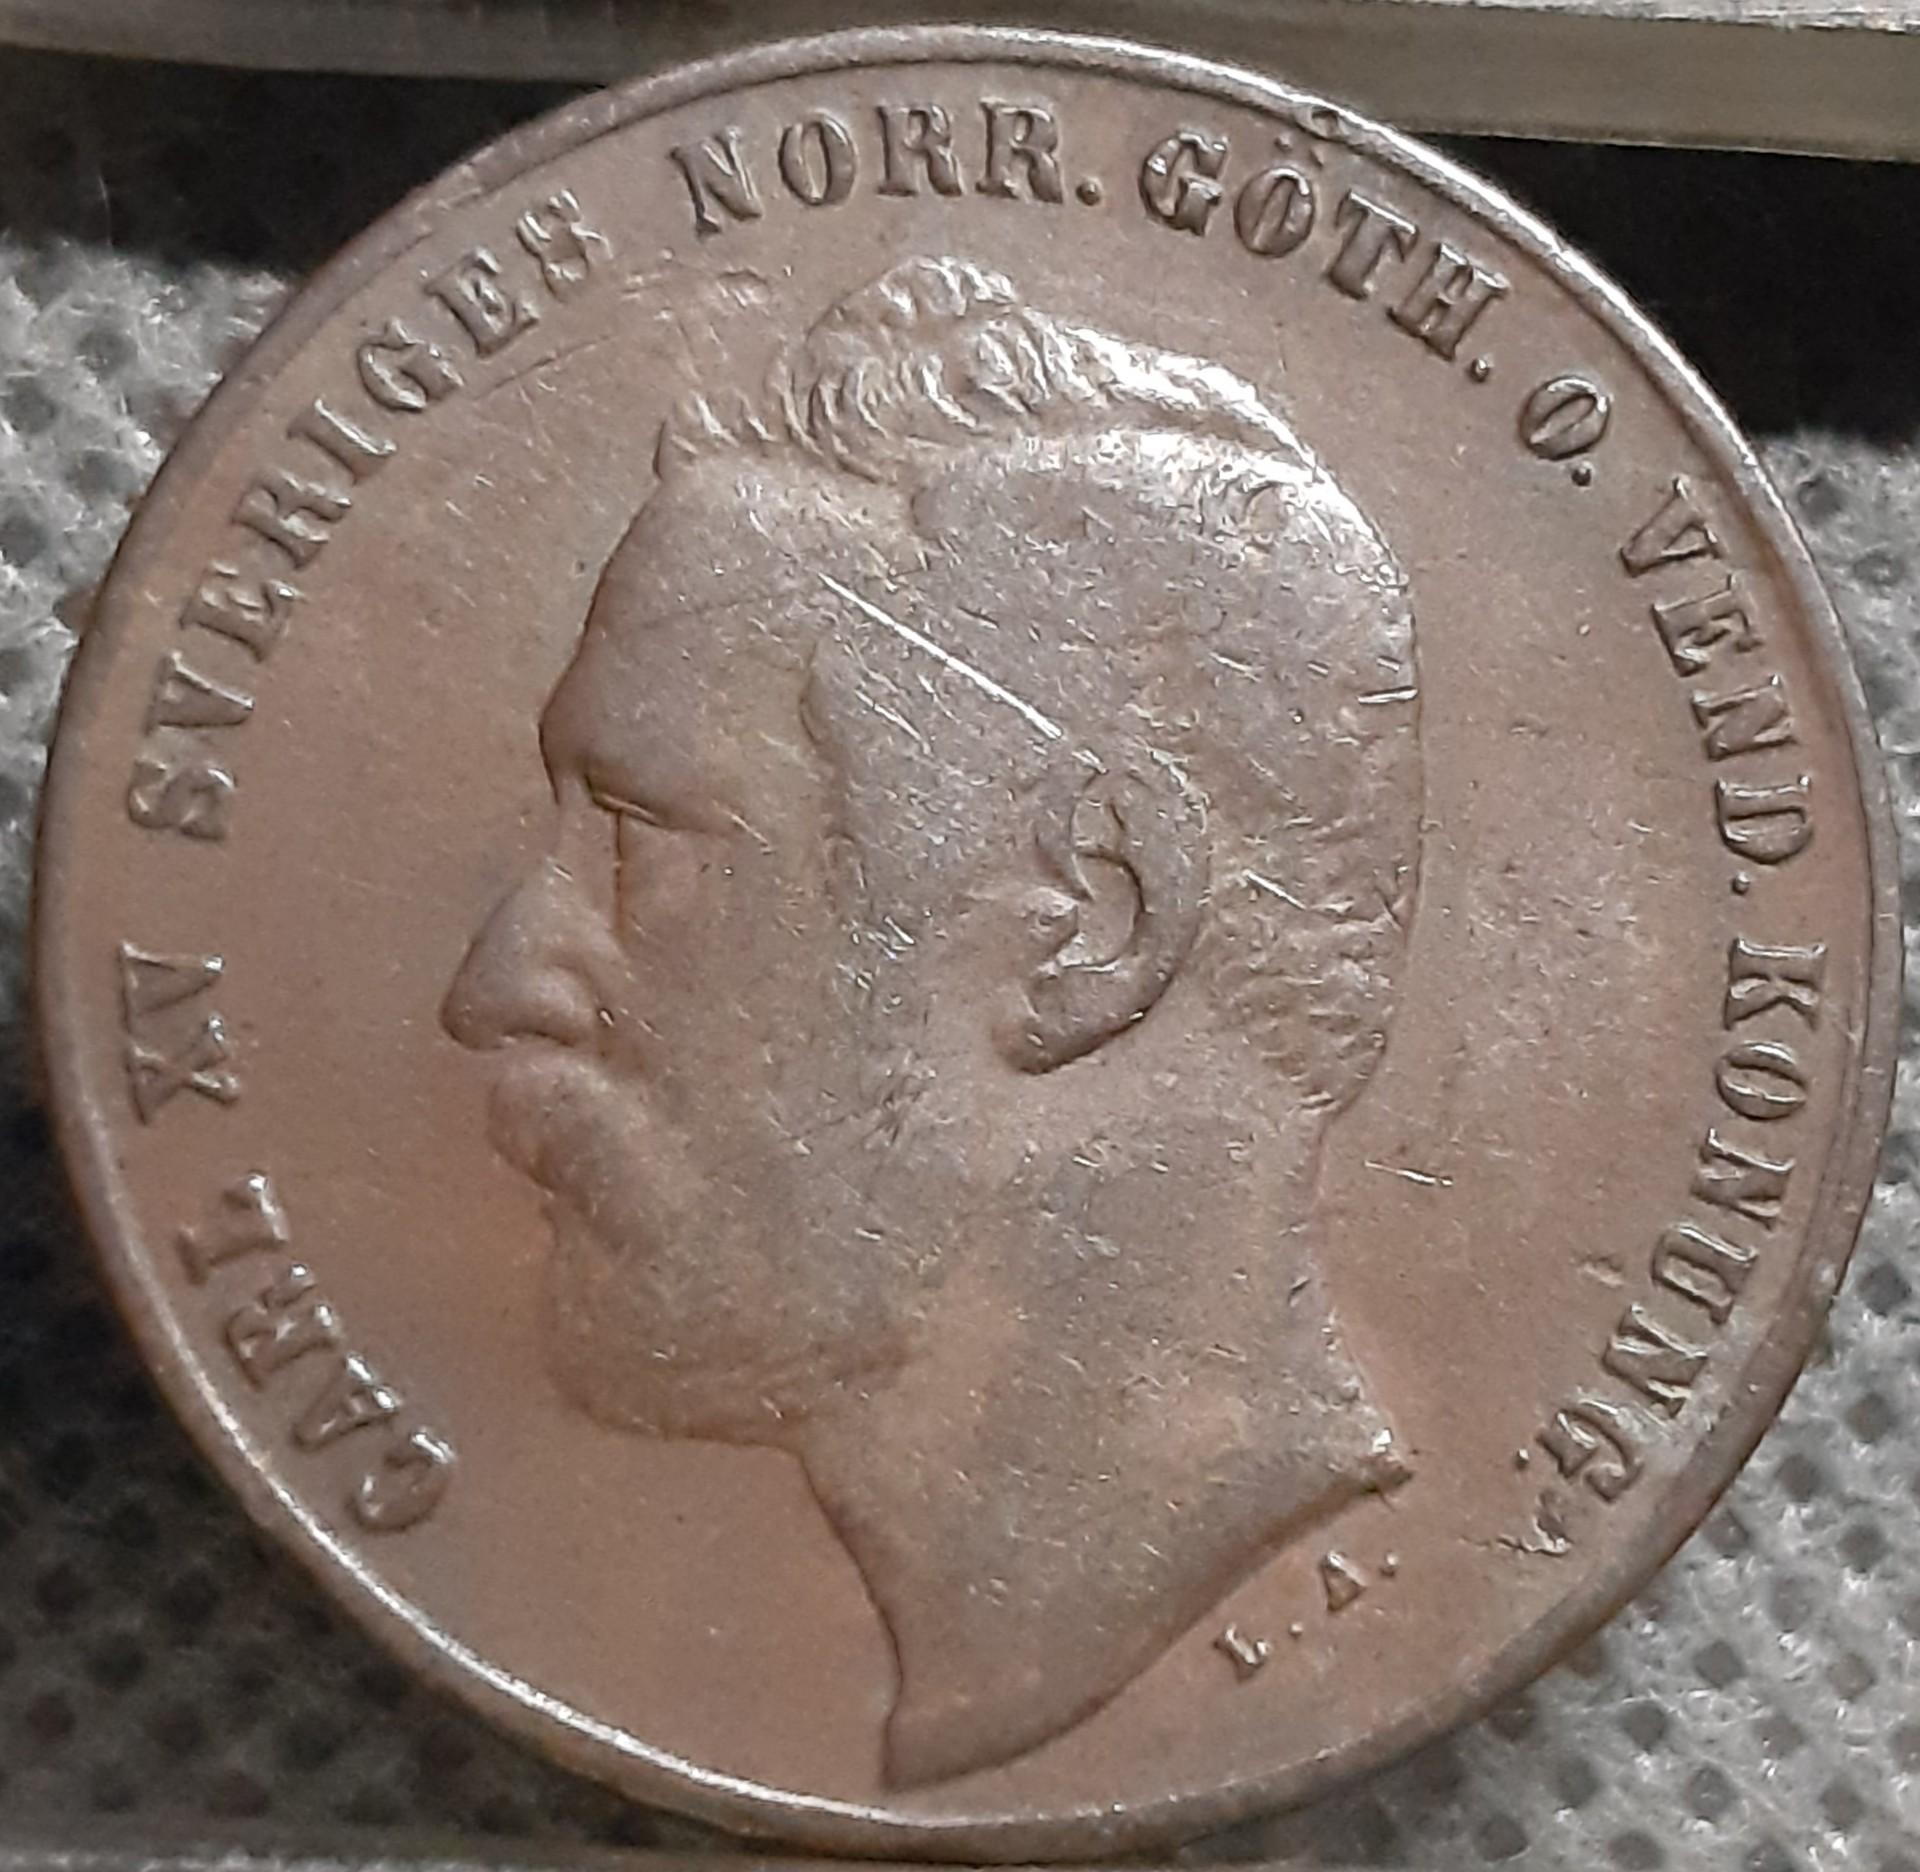 CARL XV SVERIGES NORR. GÖTH. O. VEND. KONUNG.
L. A.